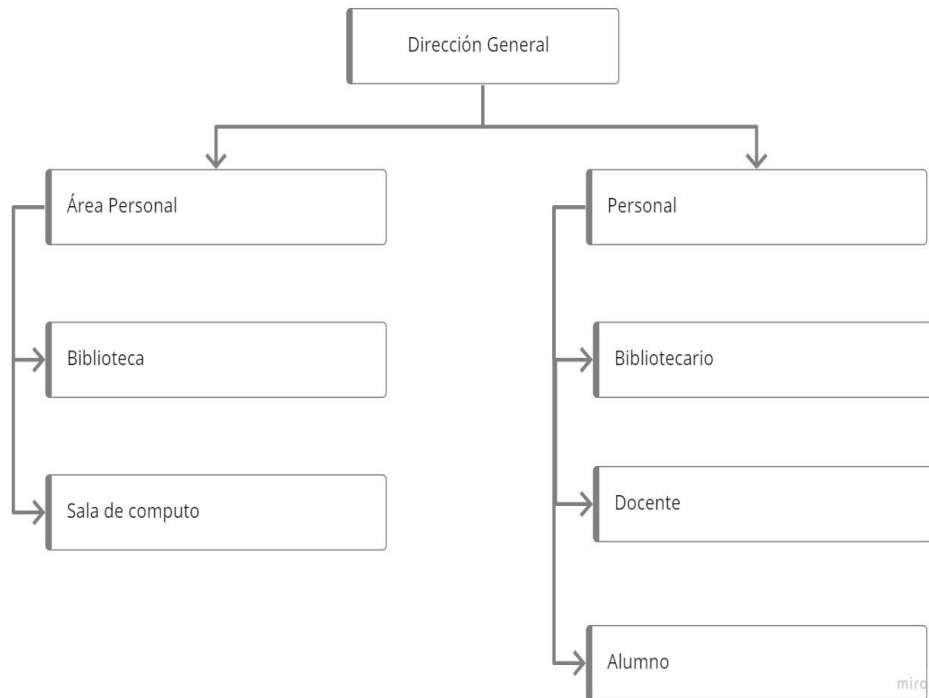 Dirección General
Área Personal
Personal
Biblioteca
Bibliotecario
Sala de computo
Docente
Alumno
miro